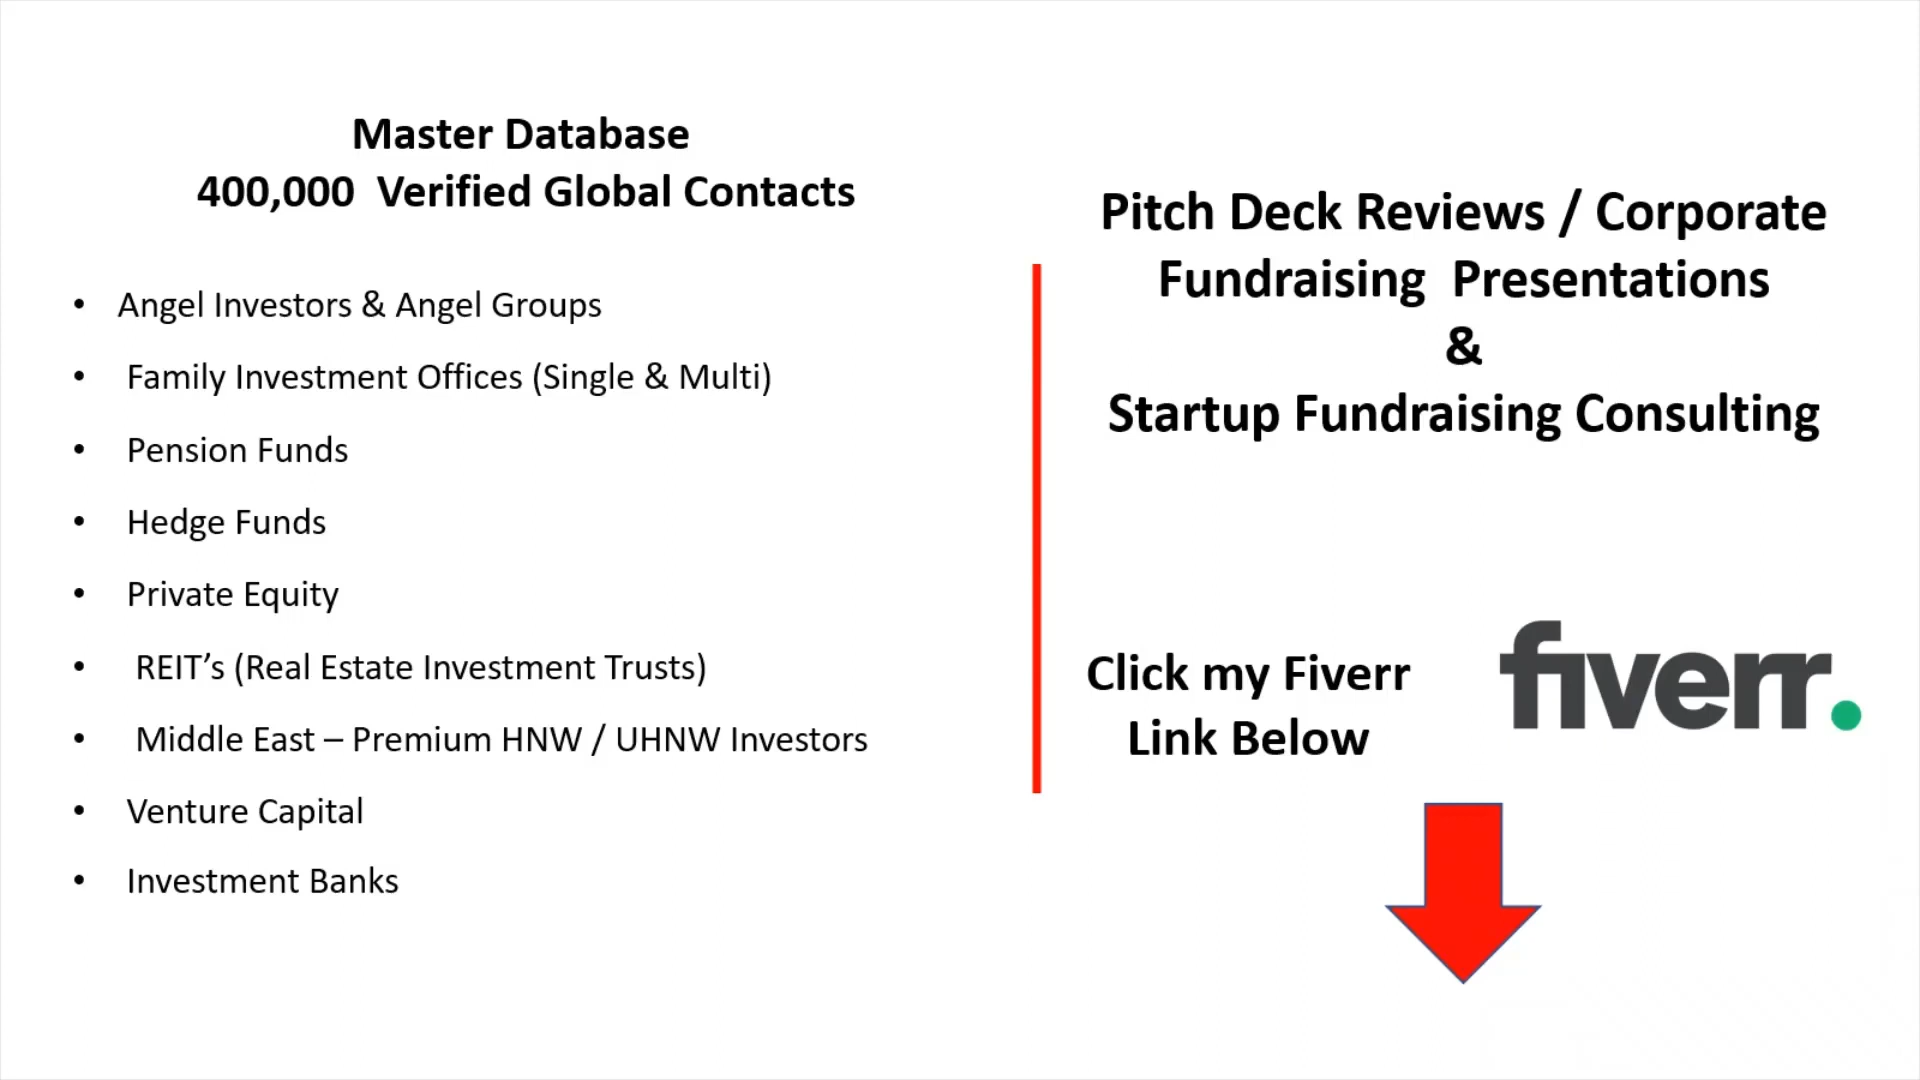 Master Database
400,000  Verified Global Contacts
• Angel Investors & Angel Groups
• Family Investment Offices (Single & Multi)
• Pension Funds
• Hedge Funds
• Private Equity
• REIT’s (Real Estate Investment Trusts)
• Middle East – Premium HNW / UHNW Investors
• Venture Capital
• Investment Banks
Pitch Deck Reviews / Corporate
Fundraising  Presentations
&
Startup Fundraising Consulting
Click my Fiverr
Link Below
fiverr.